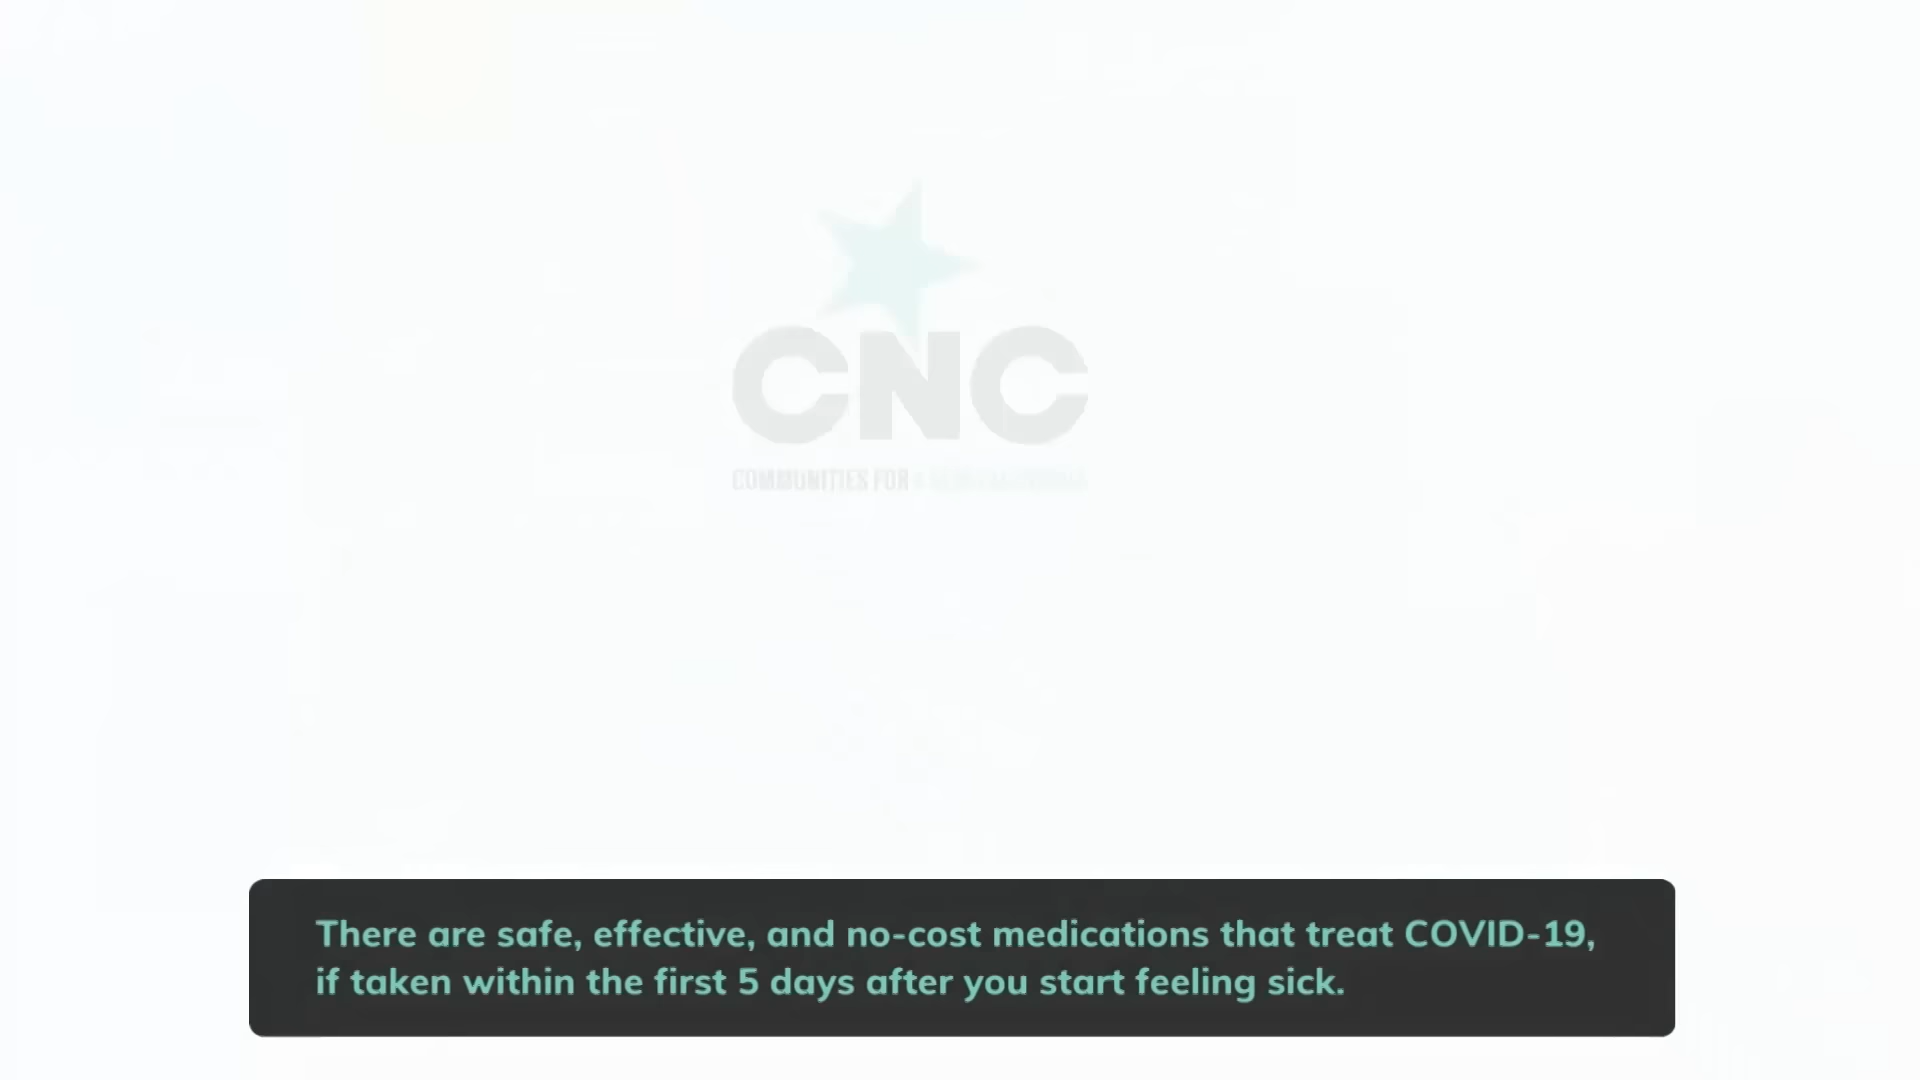 CNC
COMMUNITIES FOR
There are safe, effective, and no-cost medications that treat COVID-19,
if taken within the first 5 days after you start feeling sick.